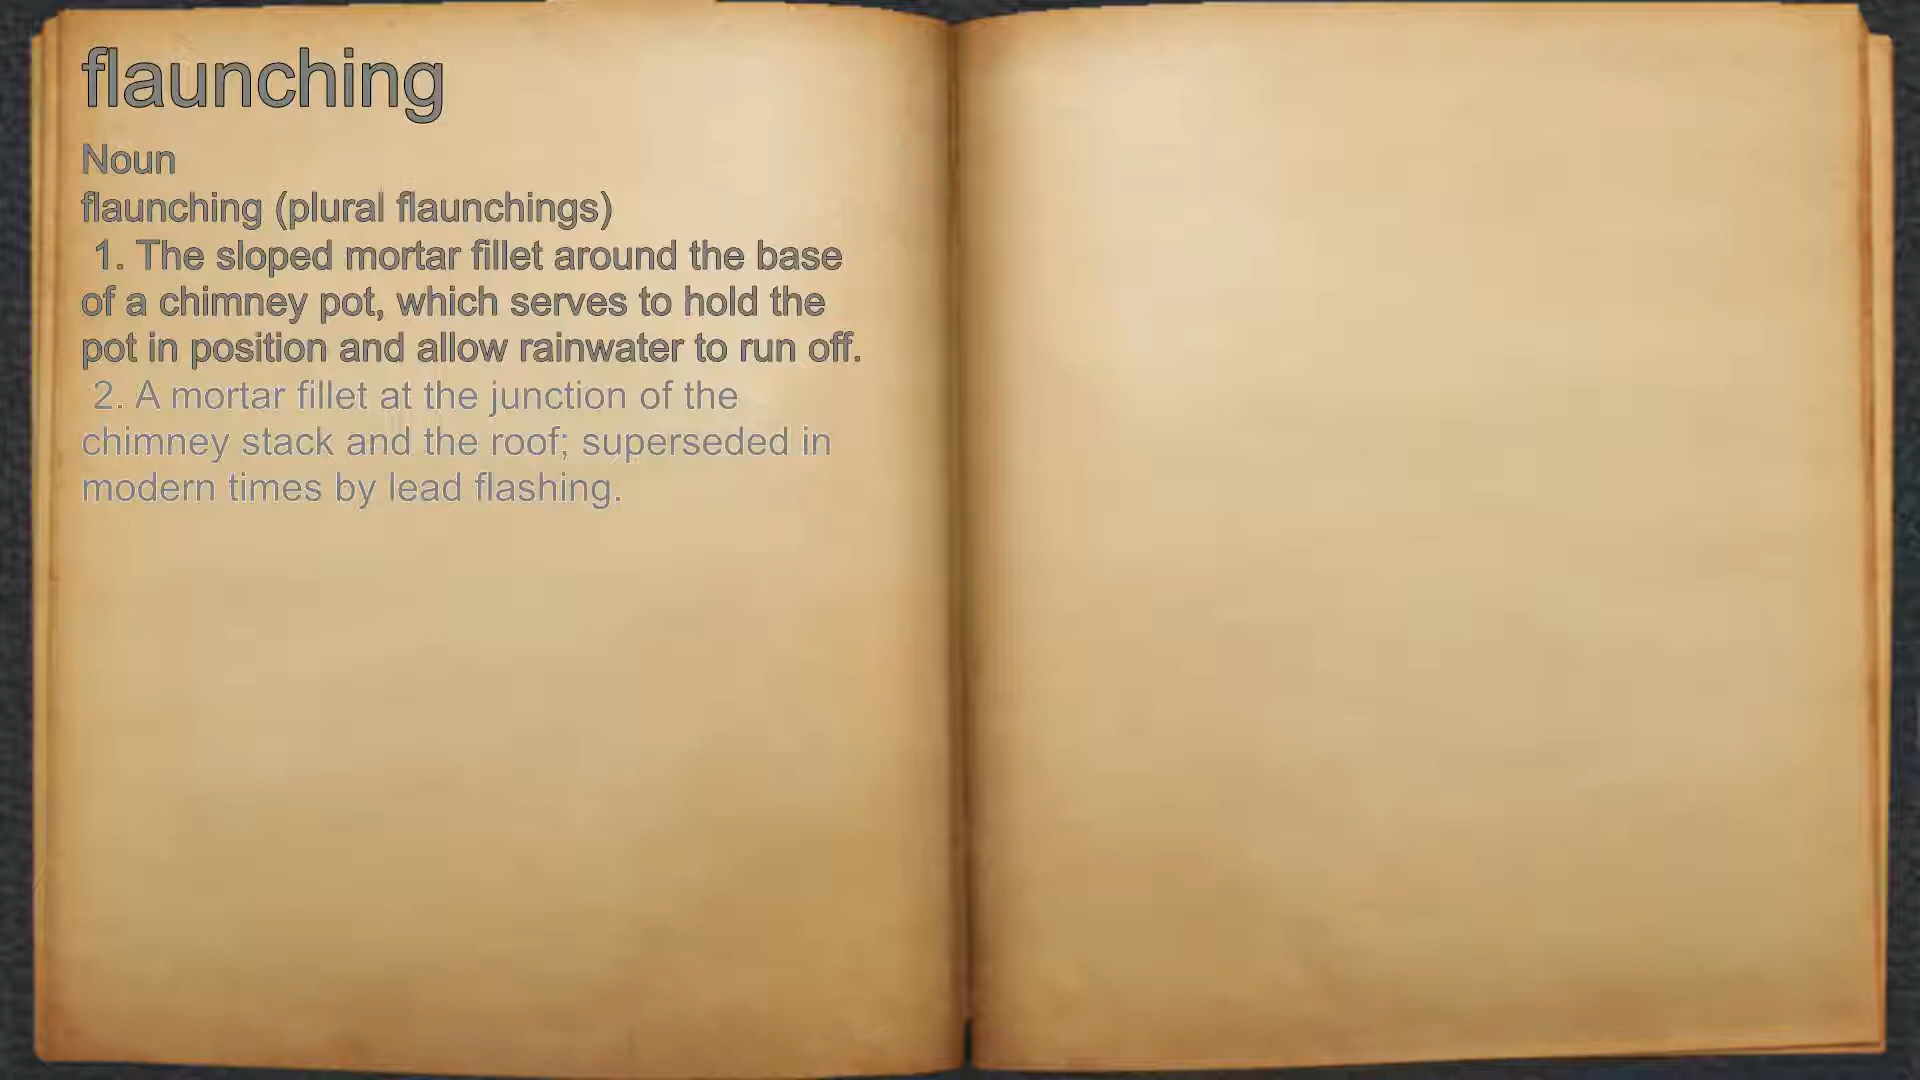 flaunching
Noun
flaunching (plural flaunchings)
1. The sloped mortar fillet around the base
of a chimney pot, which serves to hold the
pot in position and allow rainwater to run off.
2. A mortar fillet at the junction of the
chimney stack and the roof; superseded in
modern times by lead flashing.